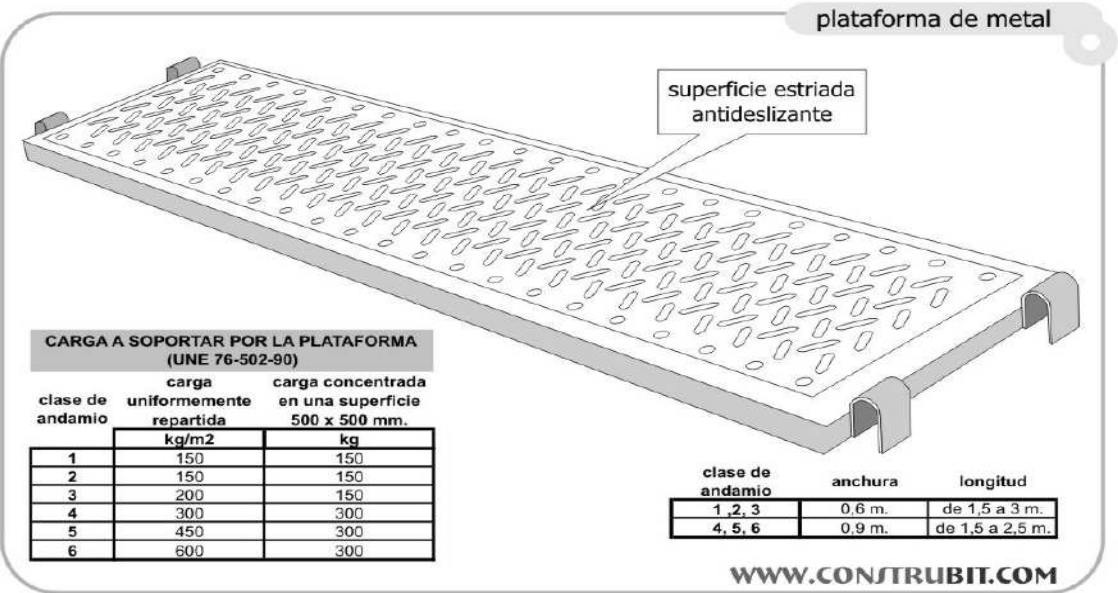 plataforma de metal
superficie estriada
antideslizante
CARGA A SOPORTAR POR LA PLATAFORMA
(UNE 76-502-90)
clase de andamio carga uniformemente repartida carga concentrada en una superficie 500 x 500 mm.
kg/m2 kg
1 150 150
2 150 150
3 200 150
4 300 300
5 450 300
6 600 300
clase de andamio anchura longitud
1 ,2, 3 0,6 m. de 1,5 a 3 m.
4, 5, 6 0,9 m. de 1,5 a 2,5 m.
WWW.CONSTRUBIT.COM